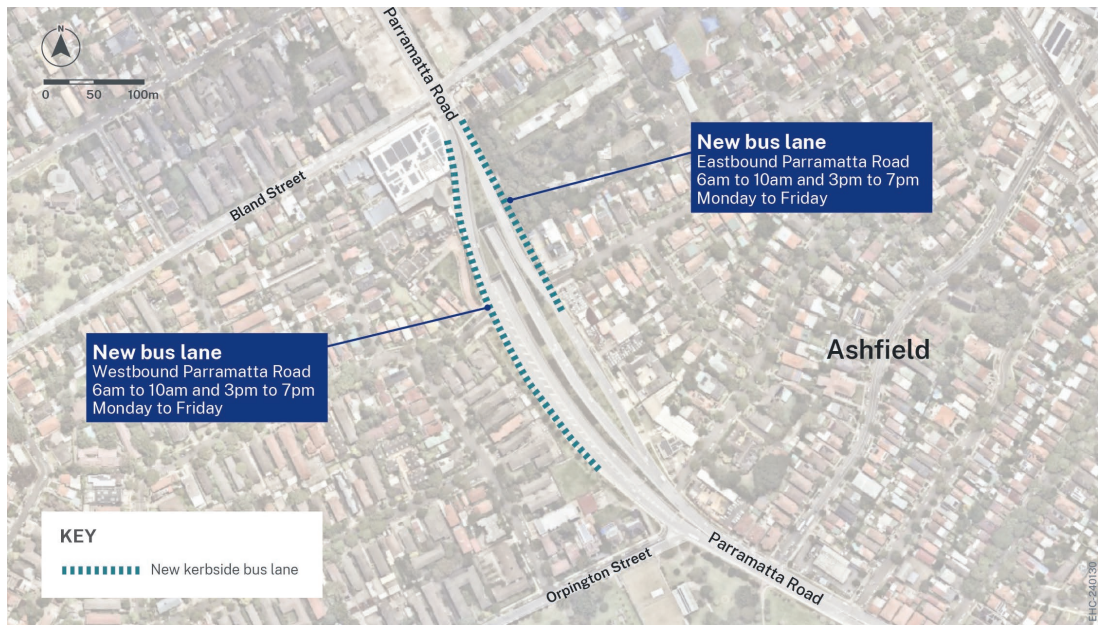 Parramatta Road
N
0 50 100m
New bus lane
Eastbound Parramatta Road
6am to 10am and 3pm to 7pm
Monday to Friday
Bland Street
New bus lane
Westbound Parramatta Road
6am to 10am and 3pm to 7pm
Monday to Friday
Ashfield
KEY
New kerbside bus lane
Orpington Street
Parramatta Road
EHC-240130